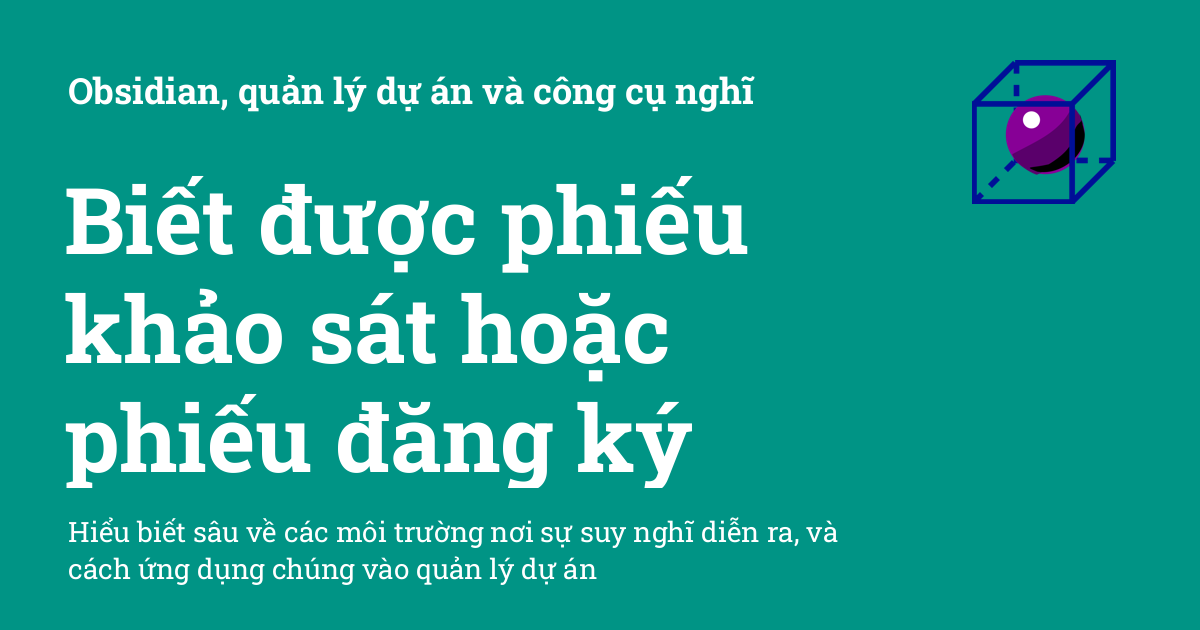 Obsidian, quản lý dự án và công cụ nghĩ
Biết được phiếu
khảo sát hoặc
phiếu đăng ký
Hiểu biết sâu về các môi trường nơi sự suy nghĩ diễn ra, và
cách ứng dụng chúng vào quản lý dự án